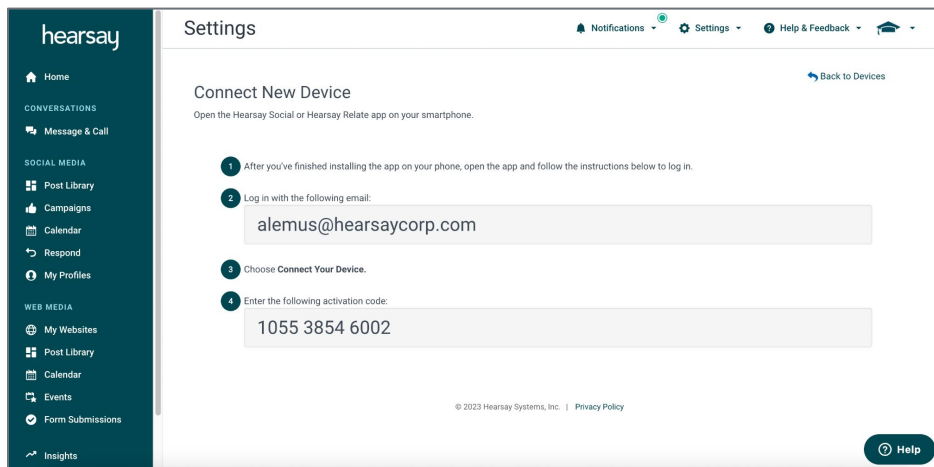 hearsay
Home
CONVERSATIONS
Message & Call
SOCIAL MEDIA
Post Library
Campaigns
Calendar
Respond
My Profiles
WEB MEDIA
My Websites
Post Library
Calendar
Events
Form Submissions
Insights
Settings
Notifications
Settings
Help & Feedback
Back to Devices
Connect New Device
Open the Hearsay Social or Hearsay Relate app on your smartphone.
1 After you've finished installing the app on your phone, open the app and follow the instructions below to log in.
2 Log in with the following email:
alemus@hearsaycorp.com
3 Choose Connect Your Device.
4 Enter the following activation code:
1055 3854 6002
© 2023 Hearsay Systems, Inc. | Privacy Policy
Help